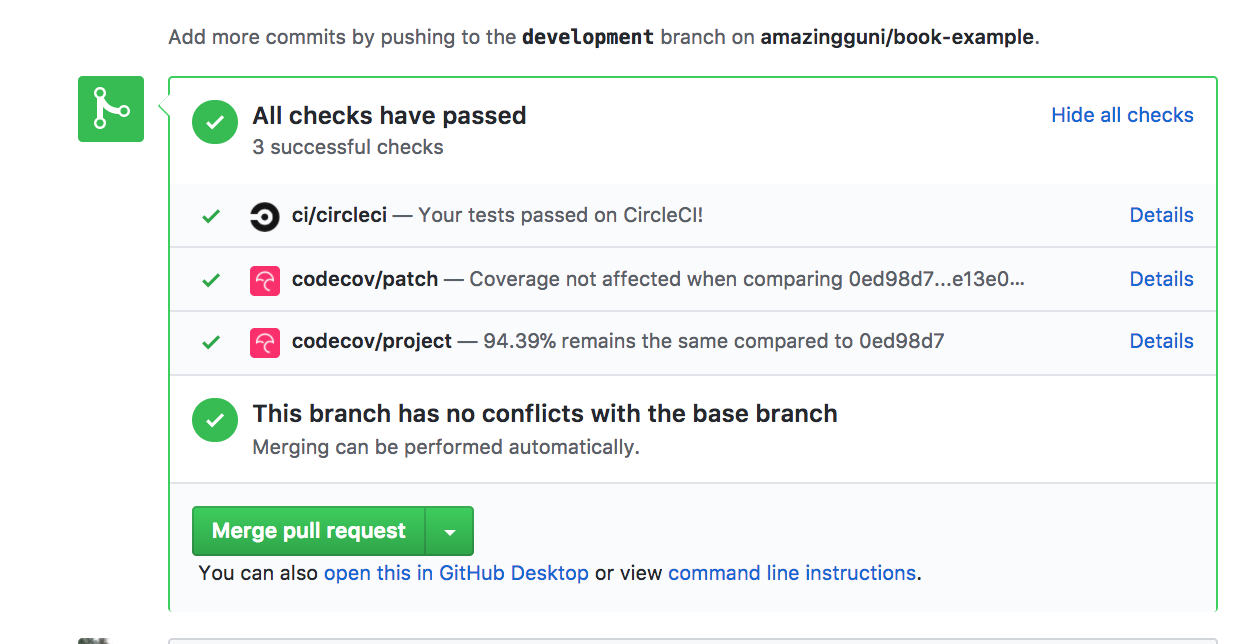 Add more commits by pushing to the development branch on amazingguni/book-example.
All checks have passed
Hide all checks
3 successful checks
ci/circleci — Your tests passed on CircleCI!
Details
codecov/patch — Coverage not affected when comparing 0ed98d7...e13e0...
Details
codecov/project — 94.39% remains the same compared to 0ed98d7
Details
This branch has no conflicts with the base branch
Merging can be performed automatically.
Merge pull request
You can also open this in GitHub Desktop or view command line instructions.